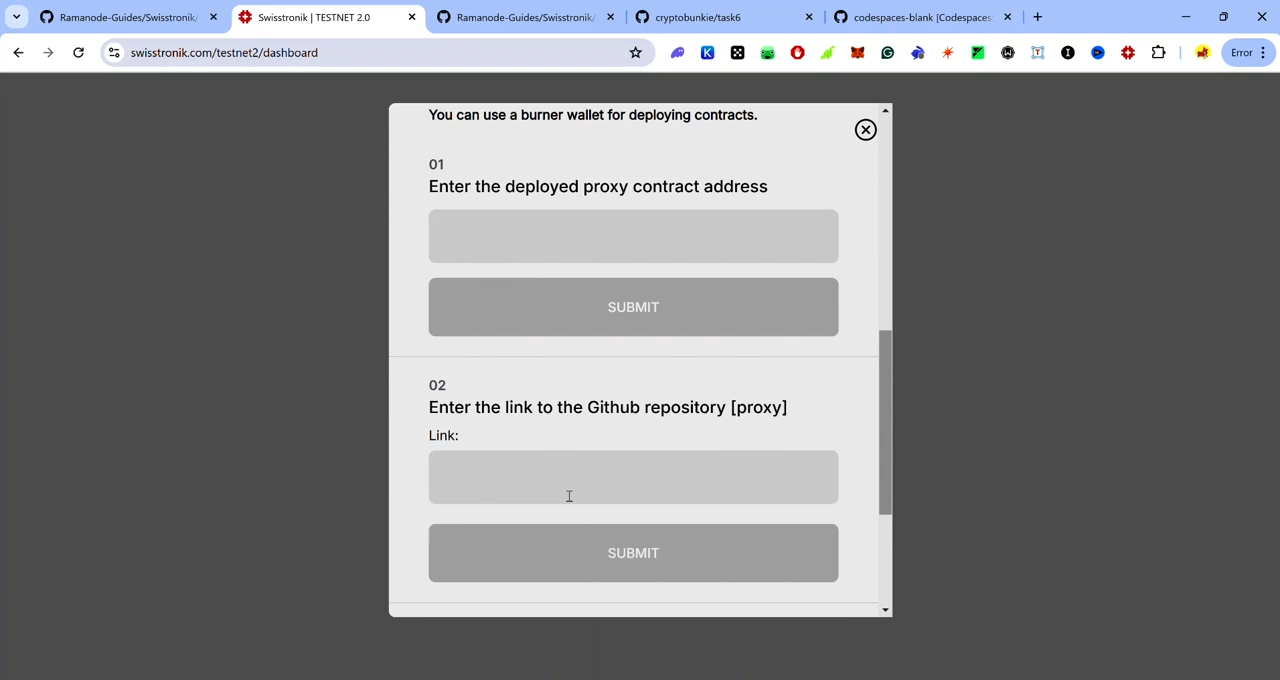 Ramanode-Guides/Swisstronik/
Swisstronik | TESTNET 2.0
Ramanode-Guides/Swisstronik/
cryptobunkie/task6
codespaces-blank [Codespaces:
swisstronik.com/testnet2/dashboard
Error
You can use a burner wallet for deploying contracts.
01
Enter the deployed proxy contract address
SUBMIT
02
Enter the link to the Github repository [proxy]
Link:
SUBMIT